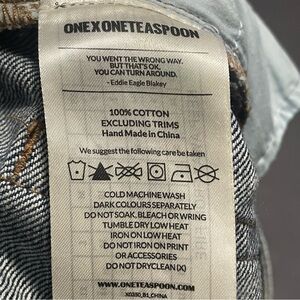 ONEXONETEASPOON
YOU WENT THE WRONG WAY.
BUT THAT'S OK.
YOU CAN TURN AROUND.
~Eddie Eagle Blakey
100% COTTON
EXCLUDING TRIMS
Hand Made in China
We suggest the following care be taken
COLD MACHINE WASH
DARK COLOURS SEPARATELY
DO NOT SOAK, BLEACH OR WRING
TUMBLE DRY LOW HEAT
IRON ON LOW HEAT
DO NOT IRON ON PRINT
OR ACCESSORIES
DO NOT DRYCLEAN (X)
WWW.ONETEASPOON.COM